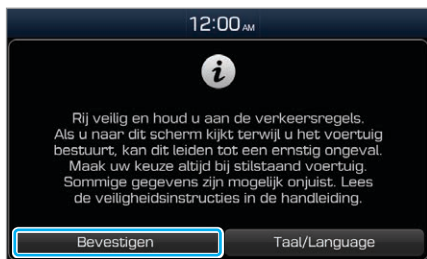 12:00 AM
i
Rij veilig en houd u aan de verkeersregels.
Als u naar dit scherm kijkt terwijl u het voertuig
bestuurt, kan dit leiden tot een ernstig ongeval.
Maak uw keuze altijd bij stilstaand voertuig.
Sommige gegevens zijn mogelijk onjuist. Lees
de veiligheidsinstructies in de handleiding.
Bevestigen
Taal/Language